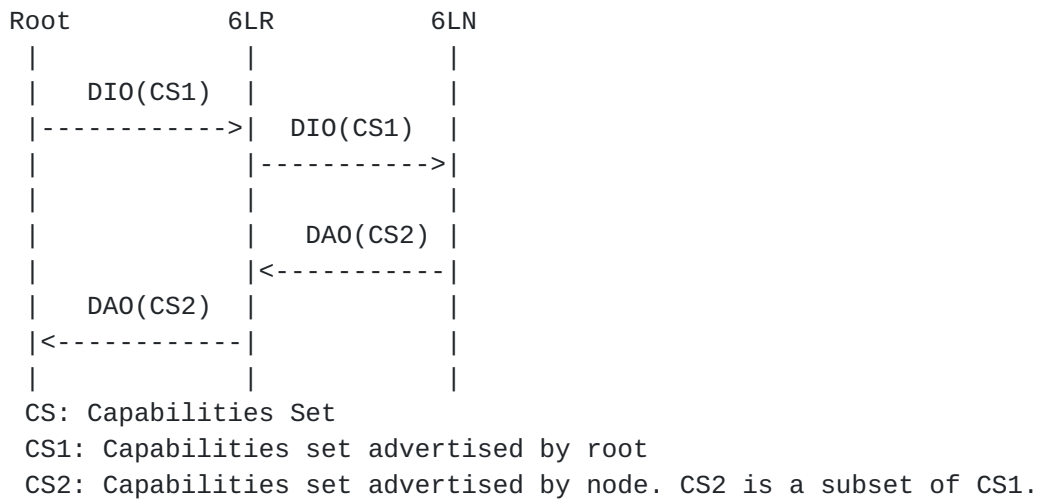 Root          6LR          6LN
 |             |            |
 |   DIO(CS1)  |            |
 |------------>|  DIO(CS1)  |
 |             |----------->|
 |             |            |
 |             |   DAO(CS2) |
 |             |<-----------|
 |   DAO(CS2)  |            |
 |<------------|            |
 |             |            |
 CS: Capabilities Set
 CS1: Capabilities set advertised by root
 CS2: Capabilities set advertised by node. CS2 is a subset of CS1.